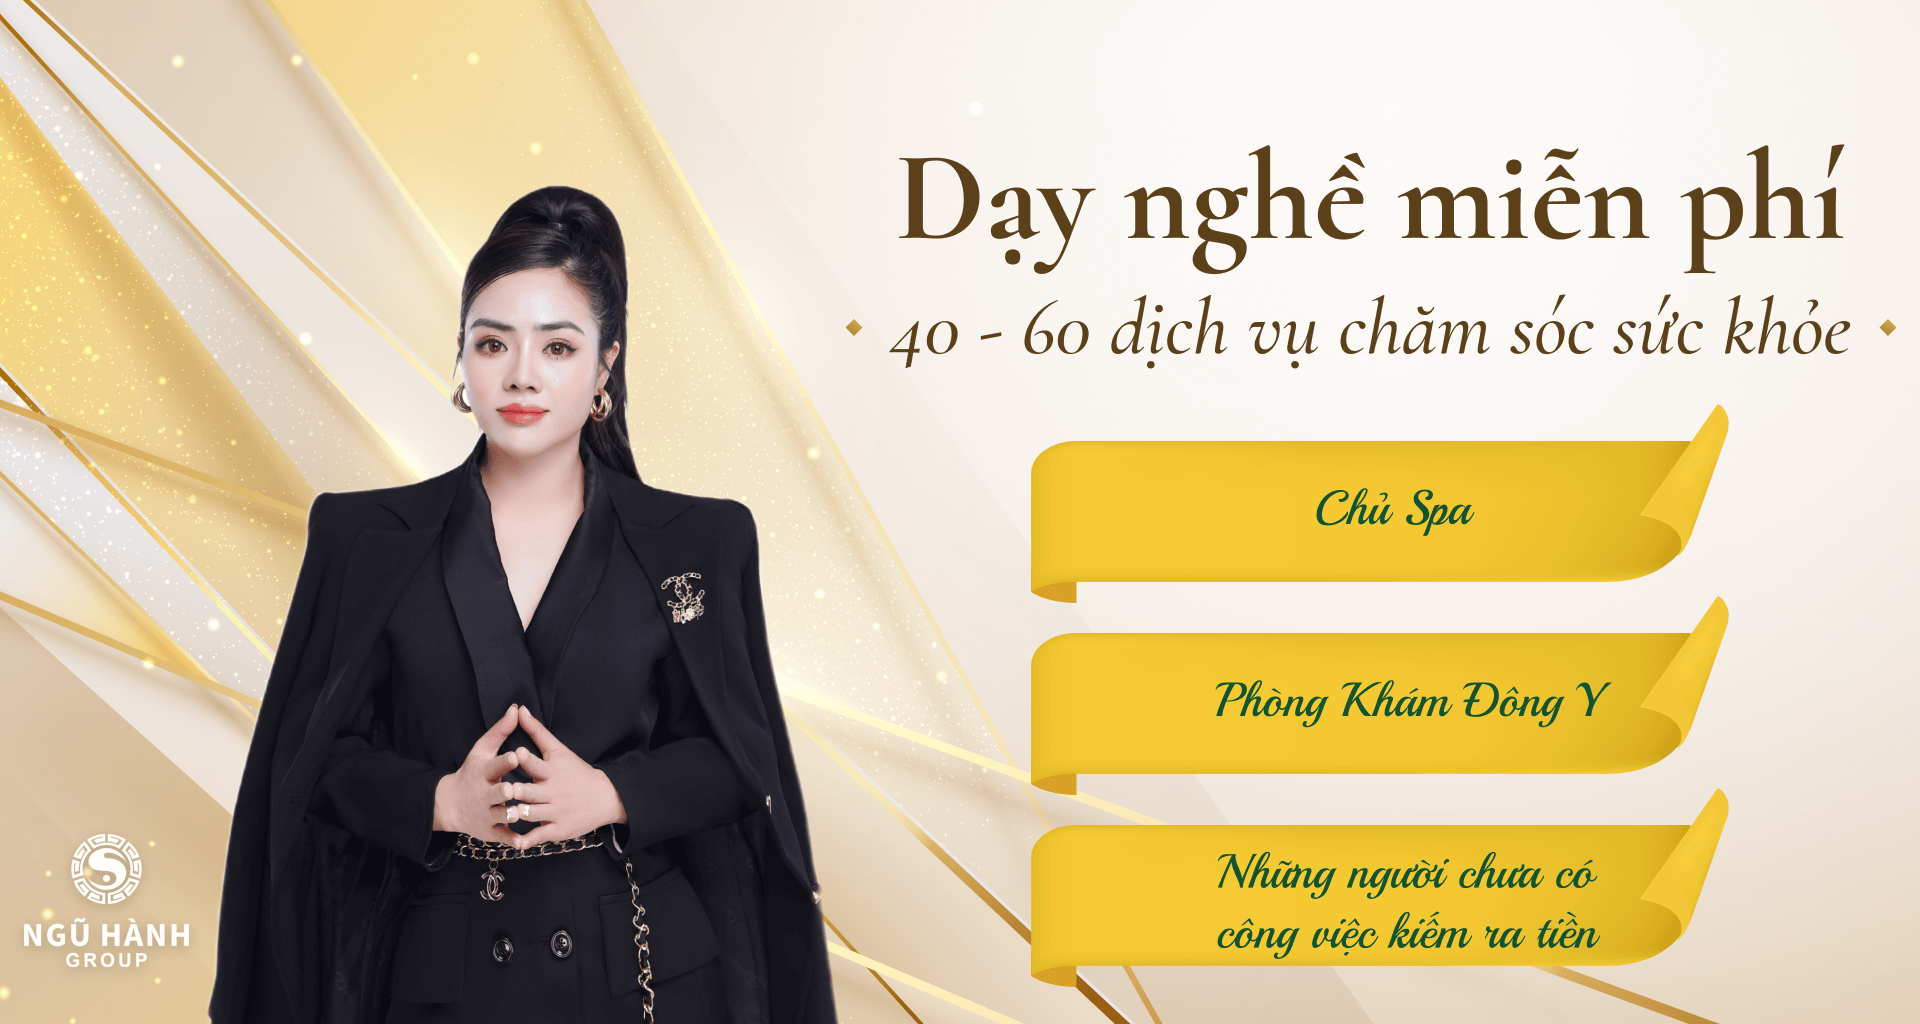 Dạy nghề miễn phí
40 - 60 dịch vụ chăm sóc sức khỏe
Chủ Spa
Phòng Khám Đông Y
Những người chưa có
công việc kiếm ra tiền
NGŨ HÀNH
GROUP